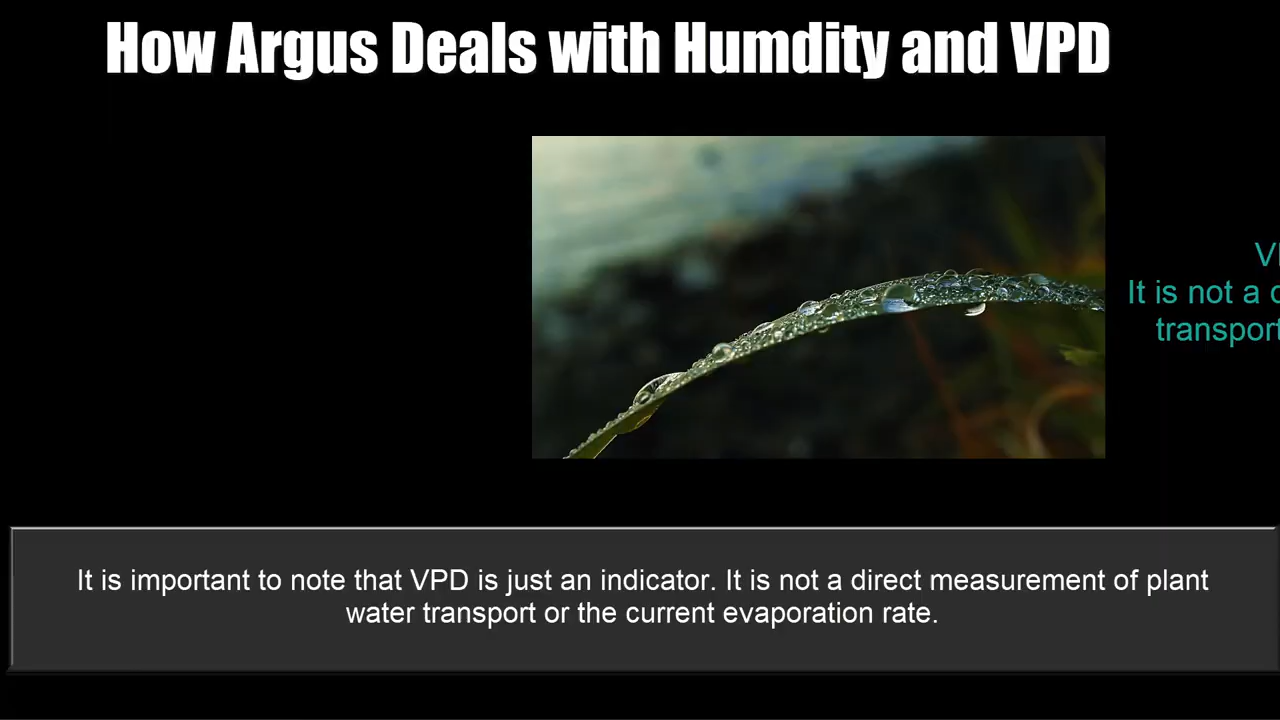 How Argus Deals with Humdity and VPD
It is not a
transport
It is important to note that VPD is just an indicator. It is not a direct measurement of plant
water transport or the current evaporation rate.